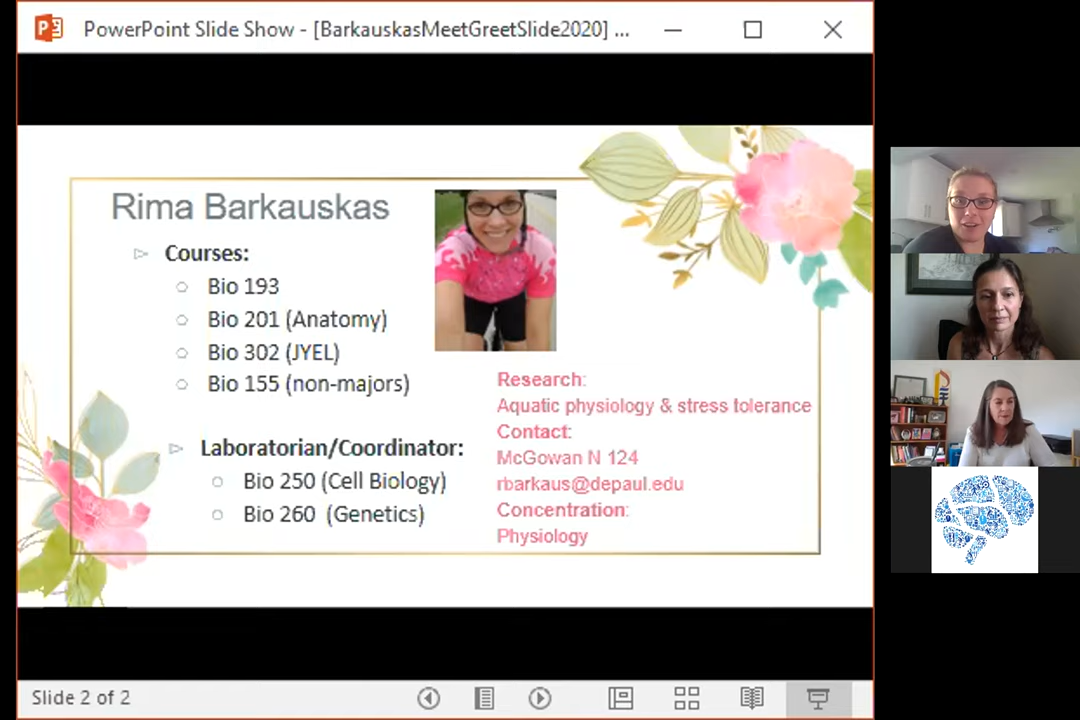 PowerPoint Slide Show - [BarkauskasMeetGreetSlide2020] ...
Rima Barkauskas
Courses:
Bio 193
Bio 201 (Anatomy)
Bio 302 (JYEL)
Bio 155 (non-majors)
Laboratorian/Coordinator:
Bio 250 (Cell Biology)
Bio 260 (Genetics)
Research:
Aquatic physiology & stress tolerance
Contact:
McGowan N 124
rbarkaus@depaul.edu
Concentration:
Physiology
Slide 2 of 2